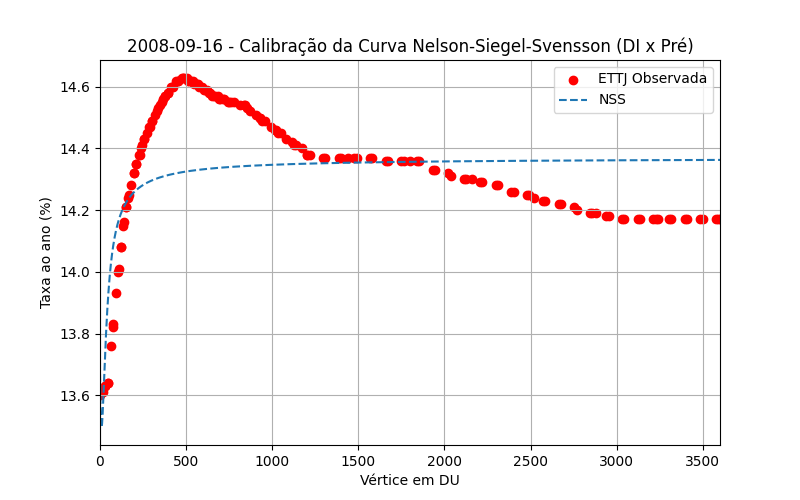 2008-09-16 - Calibração da Curva Nelson-Siegel-Svensson (DI x Pré)
ETTJ Observada
NSS
14.6
14.4
14.2
14.0
13.8
13.6
Taxa ao ano (%)
0 500 1000 1500 2000 2500 3000 3500
Vértice em DU